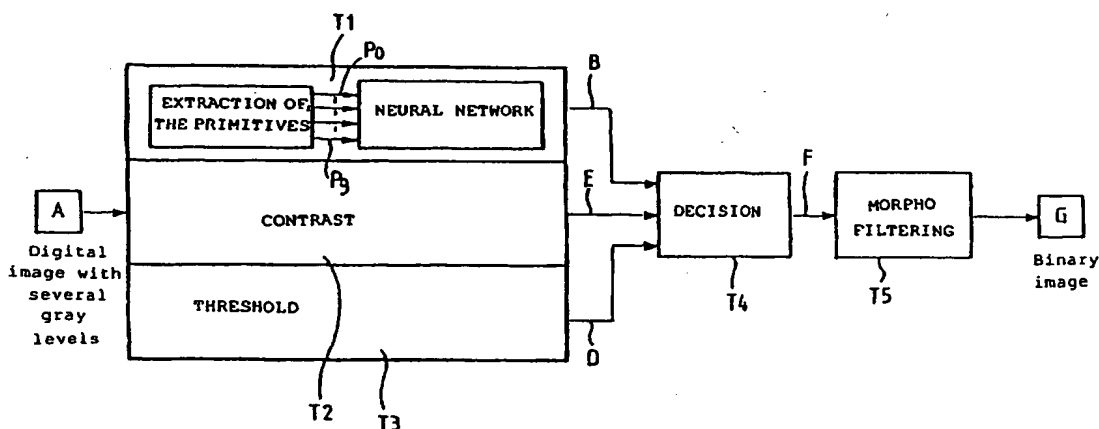 T1
P0
B
EXTRACTION OF
THE PRIMITIVES
NEURAL NETWORK
P9
E
F
A
CONTRAST
DECISION
MORPHO
FILTERING
G
Digital
image with
several
gray
levels
Binary
image
T4
T5
THRESHOLD
D
T2
T3